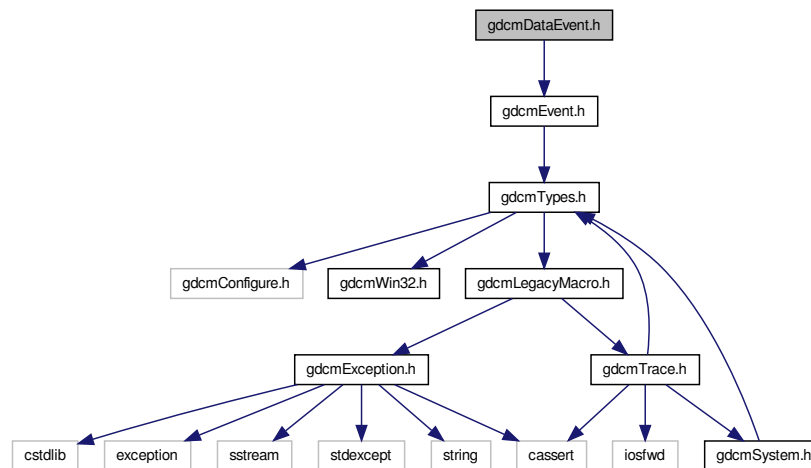 gdcmDataEvent.h
gdcmEvent.h
gdcmTypes.h
gdcmConfigure.h
gdcmWin32.h
gdcmLegacyMacro.h
gdcmException.h
gdcmTrace.h
cstdlib
exception
sstream
stdexcept
string
cassert
iosfwd
gdcmSystem.h